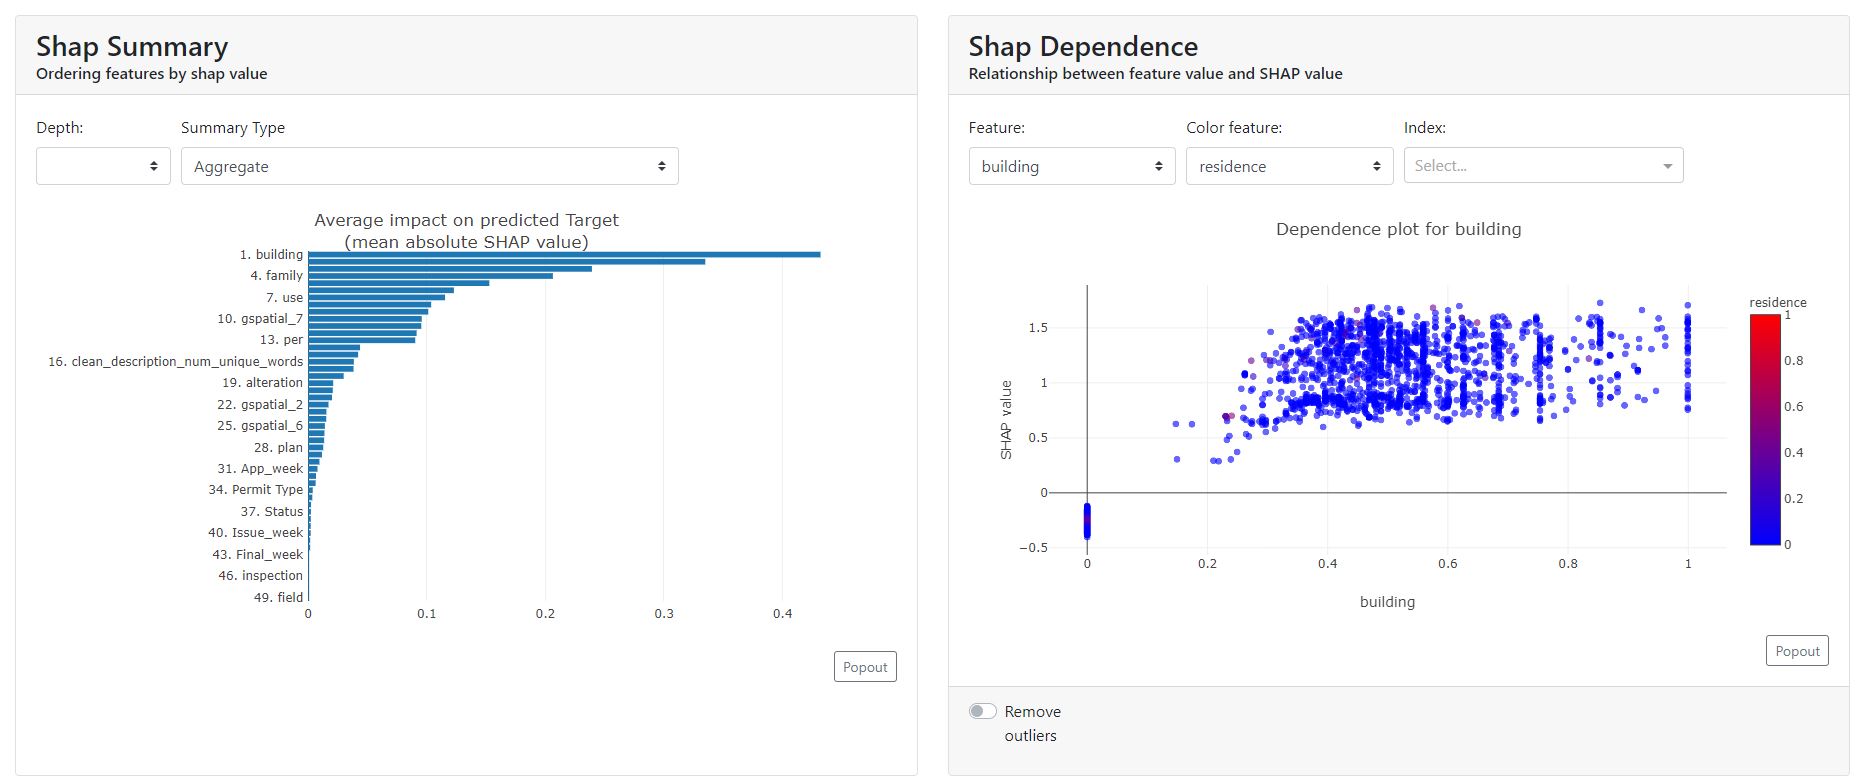 Shap Summary
Ordering features by shap value
Depth:
Summary Type
Aggregate
Average impact on predicted Target
(mean absolute SHAP value)
1. building
4. family
7. use
10. gspatial_7
13. per
16. clean_description_num_unique_words
19. alteration
22. gspatial_2
25. gspatial_6
28. plan
31. App_week
34. Permit Type
37. Status
40. Issue_week
43. Final_week
46. inspection
49. field
0 0.1 0.2 0.3 0.4
Popout
Shap Dependence
Relationship between feature value and SHAP value
Feature:
Color feature:
Index:
building
residence
Select...
Dependence plot for building
SHAP value
1.5
1
0.5
0
−0.5
0 0.2 0.4 0.6 0.8 1
building
residence
1
0.8
0.6
0.4
0.2
0
Popout
Remove
outliers